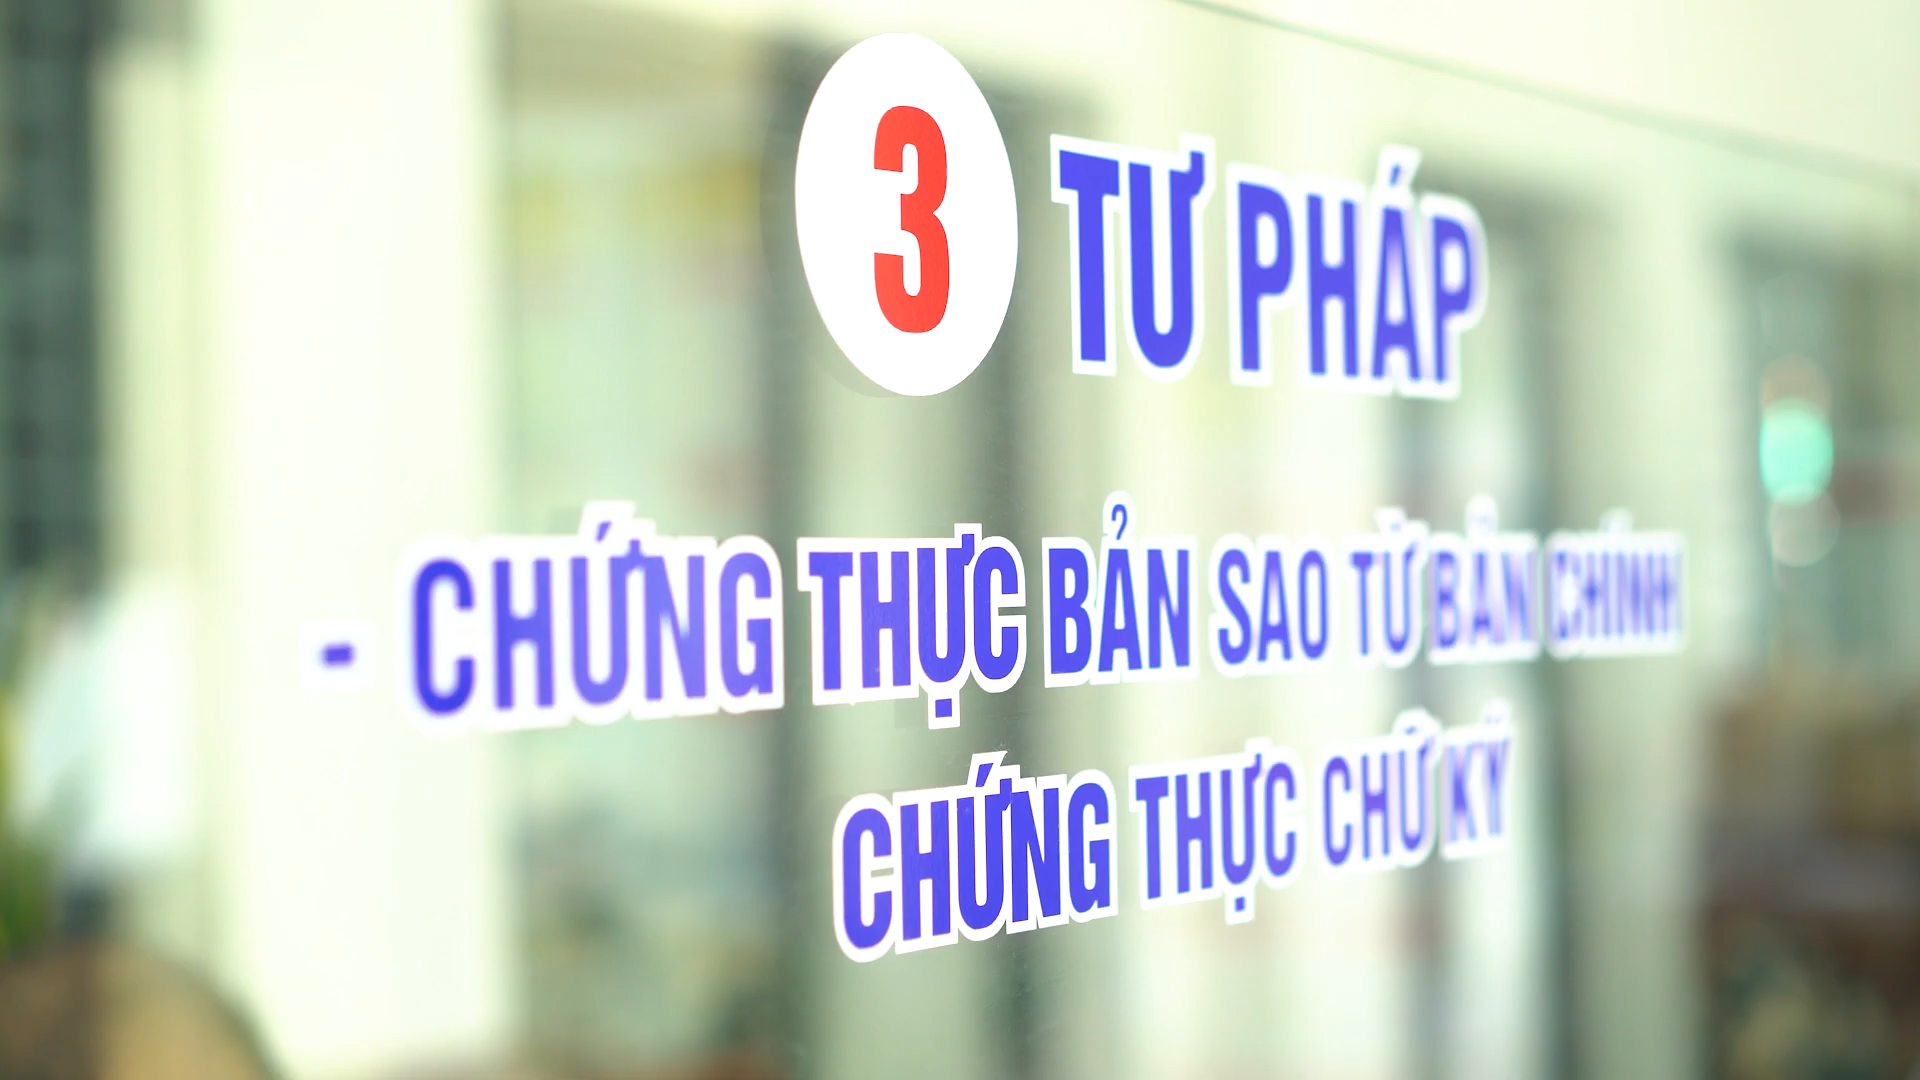 3 TƯ PHÁP
- CHỨNG THỰC BẢN SAO TỪ BẢN CHÍNH
CHỨNG THỰC CHỮ KÝ